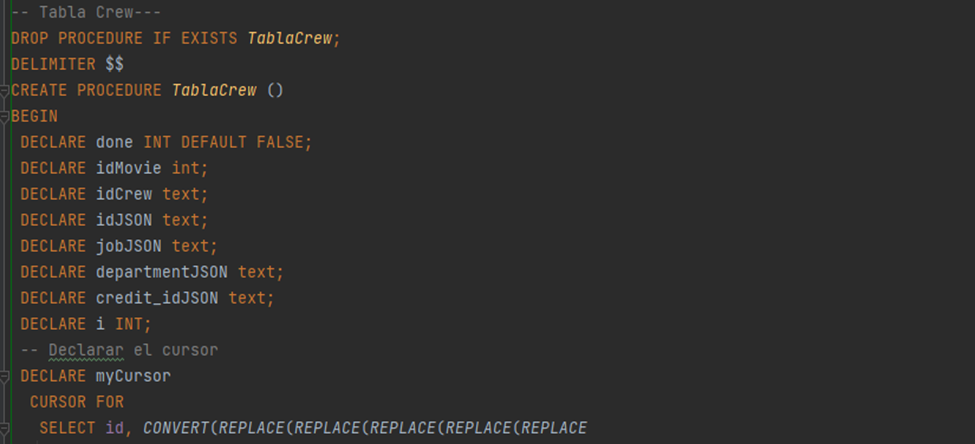 -- Tabla Crew---
DROP PROCEDURE IF EXISTS TablaCrew;
DELIMITER $$
CREATE PROCEDURE TablaCrew ()
BEGIN
DECLARE done INT DEFAULT FALSE;
DECLARE idMovie int;
DECLARE idCrew text;
DECLARE idJSON text;
DECLARE jobJSON text;
DECLARE departmentJSON text;
DECLARE credit_idJSON text;
DECLARE i INT;
-- Declarar el cursor
DECLARE myCursor
CURSOR FOR
SELECT id, CONVERT(REPLACE(REPLACE(REPLACE(REPLACE(REPLACE